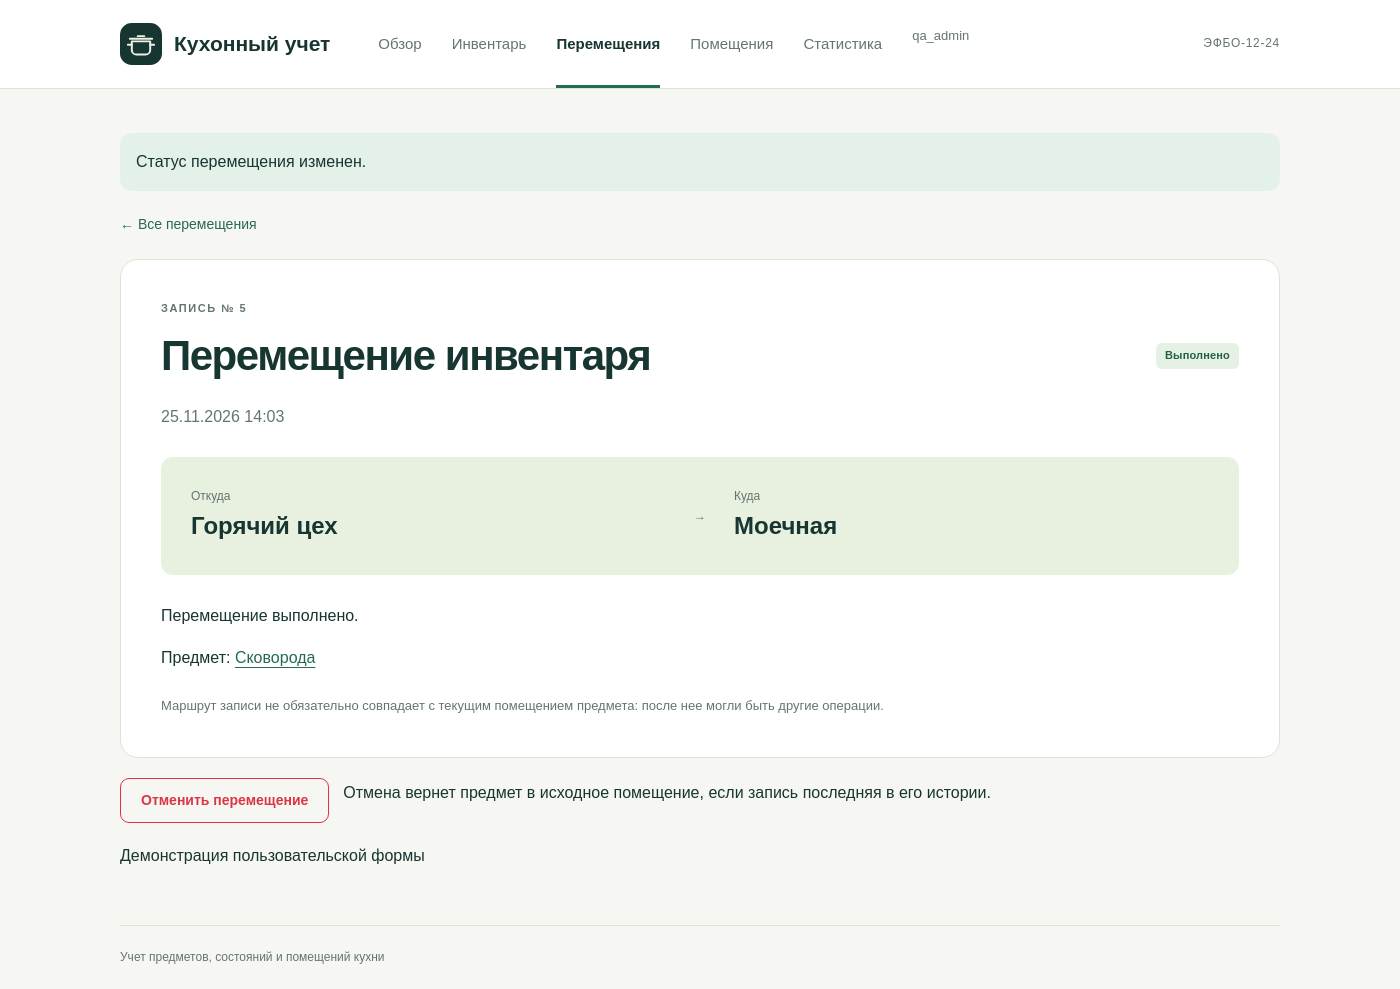 Кухонный учет
Обзор
Инвентарь
Перемещения
Помещения
Статистика
qa_admin
ЭФБО-12-24
Статус перемещения изменен.
← Все перемещения
ЗАПИСЬ № 5
Перемещение инвентаря
Выполнено
25.11.2026 14:03
Откуда
Горячий цех
→
Куда
Моечная
Перемещение выполнено.
Предмет: Сковорода
Маршрут записи не обязательно совпадает с текущим помещением предмета: после нее могли быть другие операции.
Отменить перемещение
Отмена вернет предмет в исходное помещение, если запись последняя в его истории.
Демонстрация пользовательской формы
Учет предметов, состояний и помещений кухни